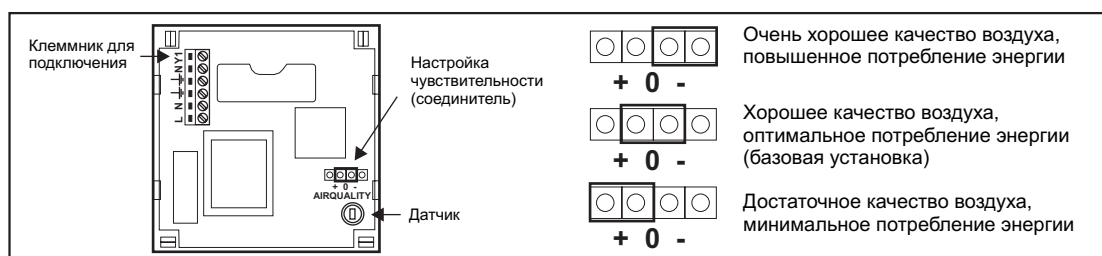 Клеммник для
подключения
L N ⏚ ⏚ N Y1
Настройка
чувствительности
(соединитель)
+ 0 -
AIRQUALITY
Датчик
Очень хорошее качество воздуха,
повышенное потребление энергии
+ 0 -
Хорошее качество воздуха,
оптимальное потребление энергии
(базовая установка)
+ 0 -
Достаточное качество воздуха,
минимальное потребление энергии
+ 0 -